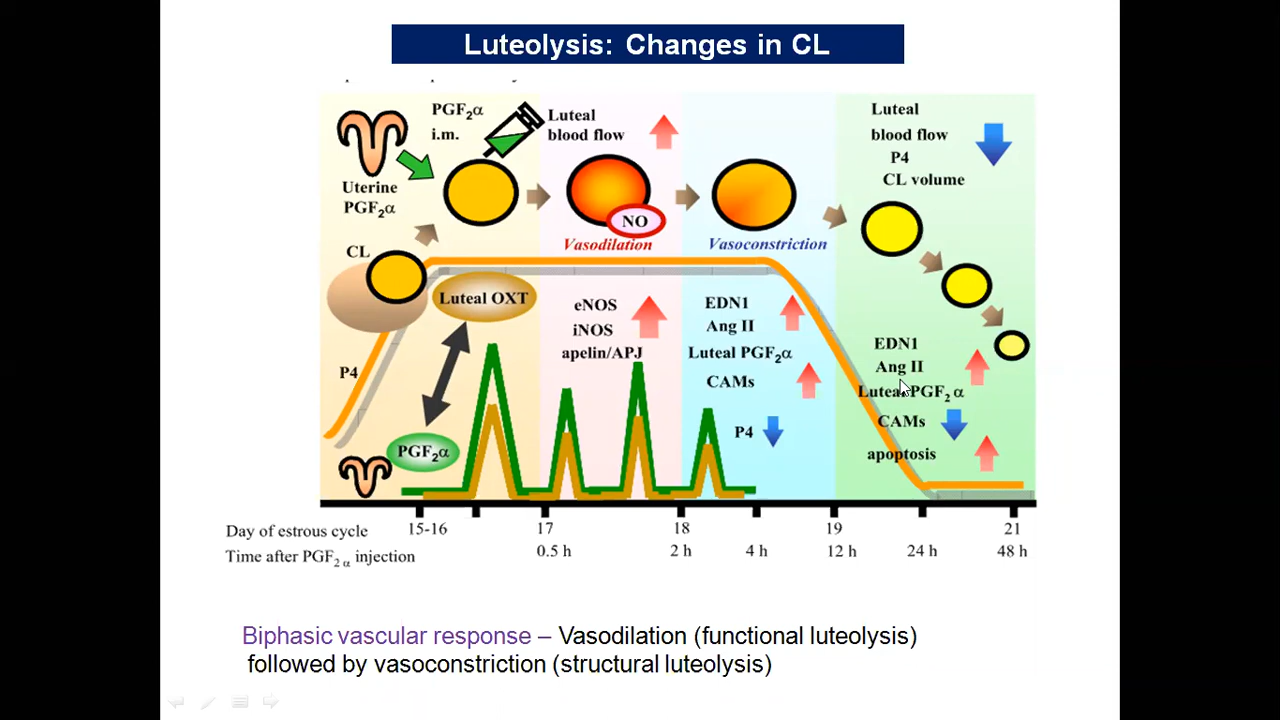 Luteolysis: Changes in CL
PGF2α
i.m.
Luteal
blood flow
Luteal
blood flow
P4
CL volume
Uterine
PGF2α
NO
Vasodilation
Vasoconstriction
CL
Luteal OXT
P4
PGF2α
eNOS
iNOS
apelin/APJ
EDN1
Ang II
Luteal PGF2α
CAMs
P4
EDN1
Ang II
Luteal PGF2 α
CAMs
apoptosis
Day of estrous cycle 15-16 17 18 19 21
Time after PGF2 α injection 0.5 h 2 h 4 h 12 h 24 h 48 h
Biphasic vascular response – Vasodilation (functional luteolysis)
followed by vasoconstriction (structural luteolysis)